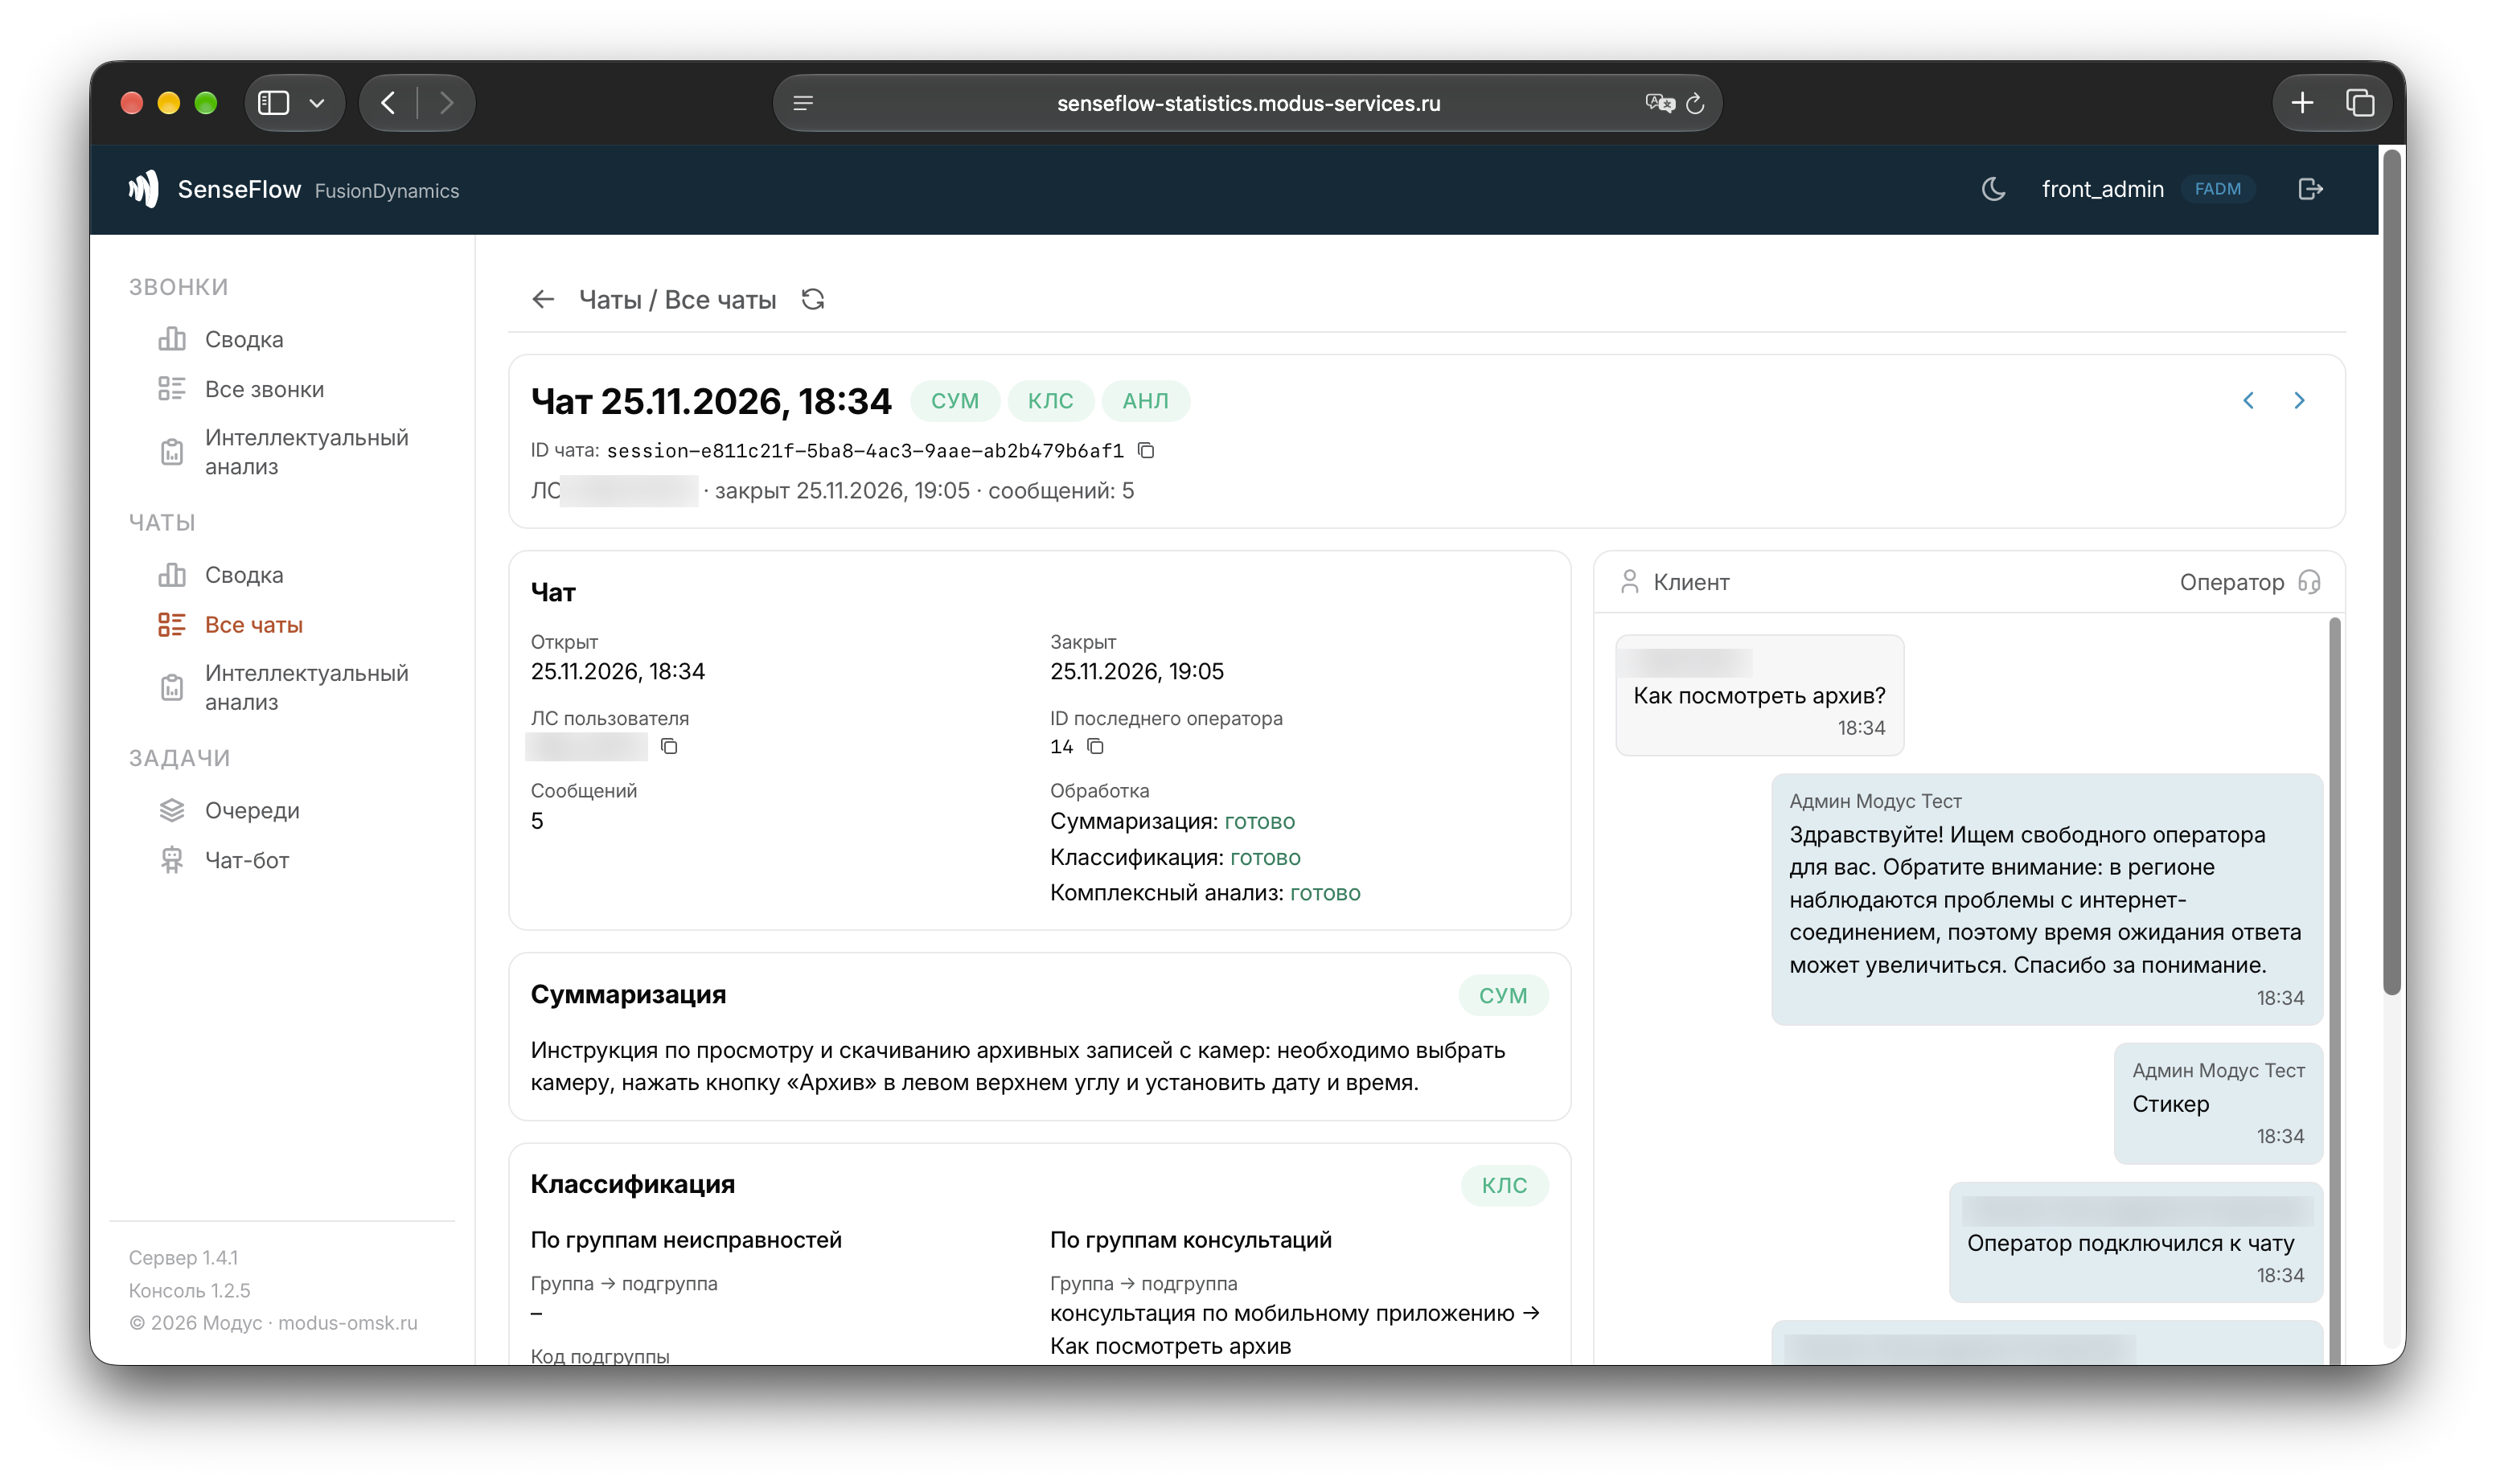 senseflow-statistics.modus-services.ru
SenseFlow FusionDynamics
front_admin FADM
ЗВОНКИ
Сводка
Все звонки
Интеллектуальный
анализ
ЧАТЫ
Сводка
Все чаты
Интеллектуальный
анализ
ЗАДАЧИ
Очереди
Чат-бот
Сервер 1.4.1
Консоль 1.2.5
© 2026 Модус · modus-omsk.ru
Чаты / Все чаты
Чат 25.11.2026, 18:34 СУМ КЛС АНЛ
ID чата: session-e811c21f-5ba8-4ac3-9aae-ab2b479b6af1
ЛС · закрыт 25.11.2026, 19:05 · сообщений: 5
Чат
Открыт
25.11.2026, 18:34
Закрыт
25.11.2026, 19:05
ЛС пользователя
ID последнего оператора
14
Сообщений
5
Обработка
Суммаризация: готово
Классификация: готово
Комплексный анализ: готово
Суммаризация СУМ
Инструкция по просмотру и скачиванию архивных записей с камер: необходимо выбрать
камеру, нажать кнопку «Архив» в левом верхнем углу и установить дату и время.
Классификация КЛС
По группам неисправностей
Группа → подгруппа
–
Код подгруппы
По группам консультаций
Группа → подгруппа
консультация по мобильному приложению →
Как посмотреть архив
Клиент Оператор
Как посмотреть архив?
18:34
Админ Модус Тест
Здравствуйте! Ищем свободного оператора
для вас. Обратите внимание: в регионе
наблюдаются проблемы с интернет-
соединением, поэтому время ожидания ответа
может увеличиться. Спасибо за понимание.
18:34
Админ Модус Тест
Стикер
18:34
Оператор подключился к чату
18:34